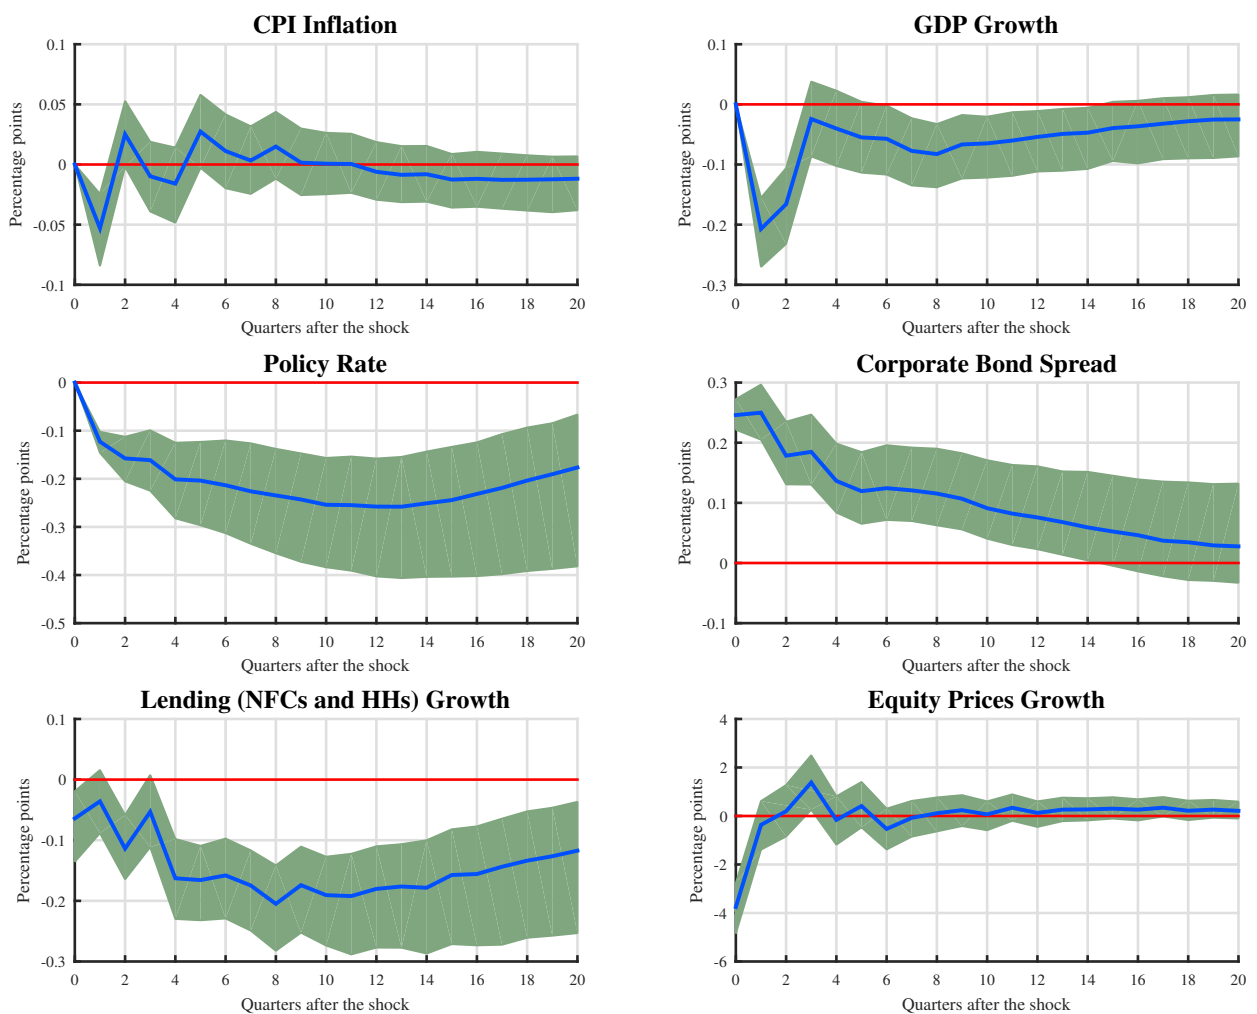 CPI Inflation
Percentage points
0.1
0.05
0
-0.05
-0.1
0 2 4 6 8 10 12 14 16 18 20
Quarters after the shock
GDP Growth
Percentage points
0.1
0
-0.1
-0.2
-0.3
0 2 4 6 8 10 12 14 16 18 20
Quarters after the shock
Policy Rate
Percentage points
0
-0.1
-0.2
-0.3
-0.4
-0.5
0 2 4 6 8 10 12 14 16 18 20
Quarters after the shock
Corporate Bond Spread
Percentage points
0.3
0.2
0.1
0
-0.1
0 2 4 6 8 10 12 14 16 18 20
Quarters after the shock
Lending (NFCs and HHs) Growth
Percentage points
0.1
0
-0.1
-0.2
-0.3
0 2 4 6 8 10 12 14 16 18 20
Quarters after the shock
Equity Prices Growth
Percentage points
4
2
0
-2
-4
-6
0 2 4 6 8 10 12 14 16 18 20
Quarters after the shock